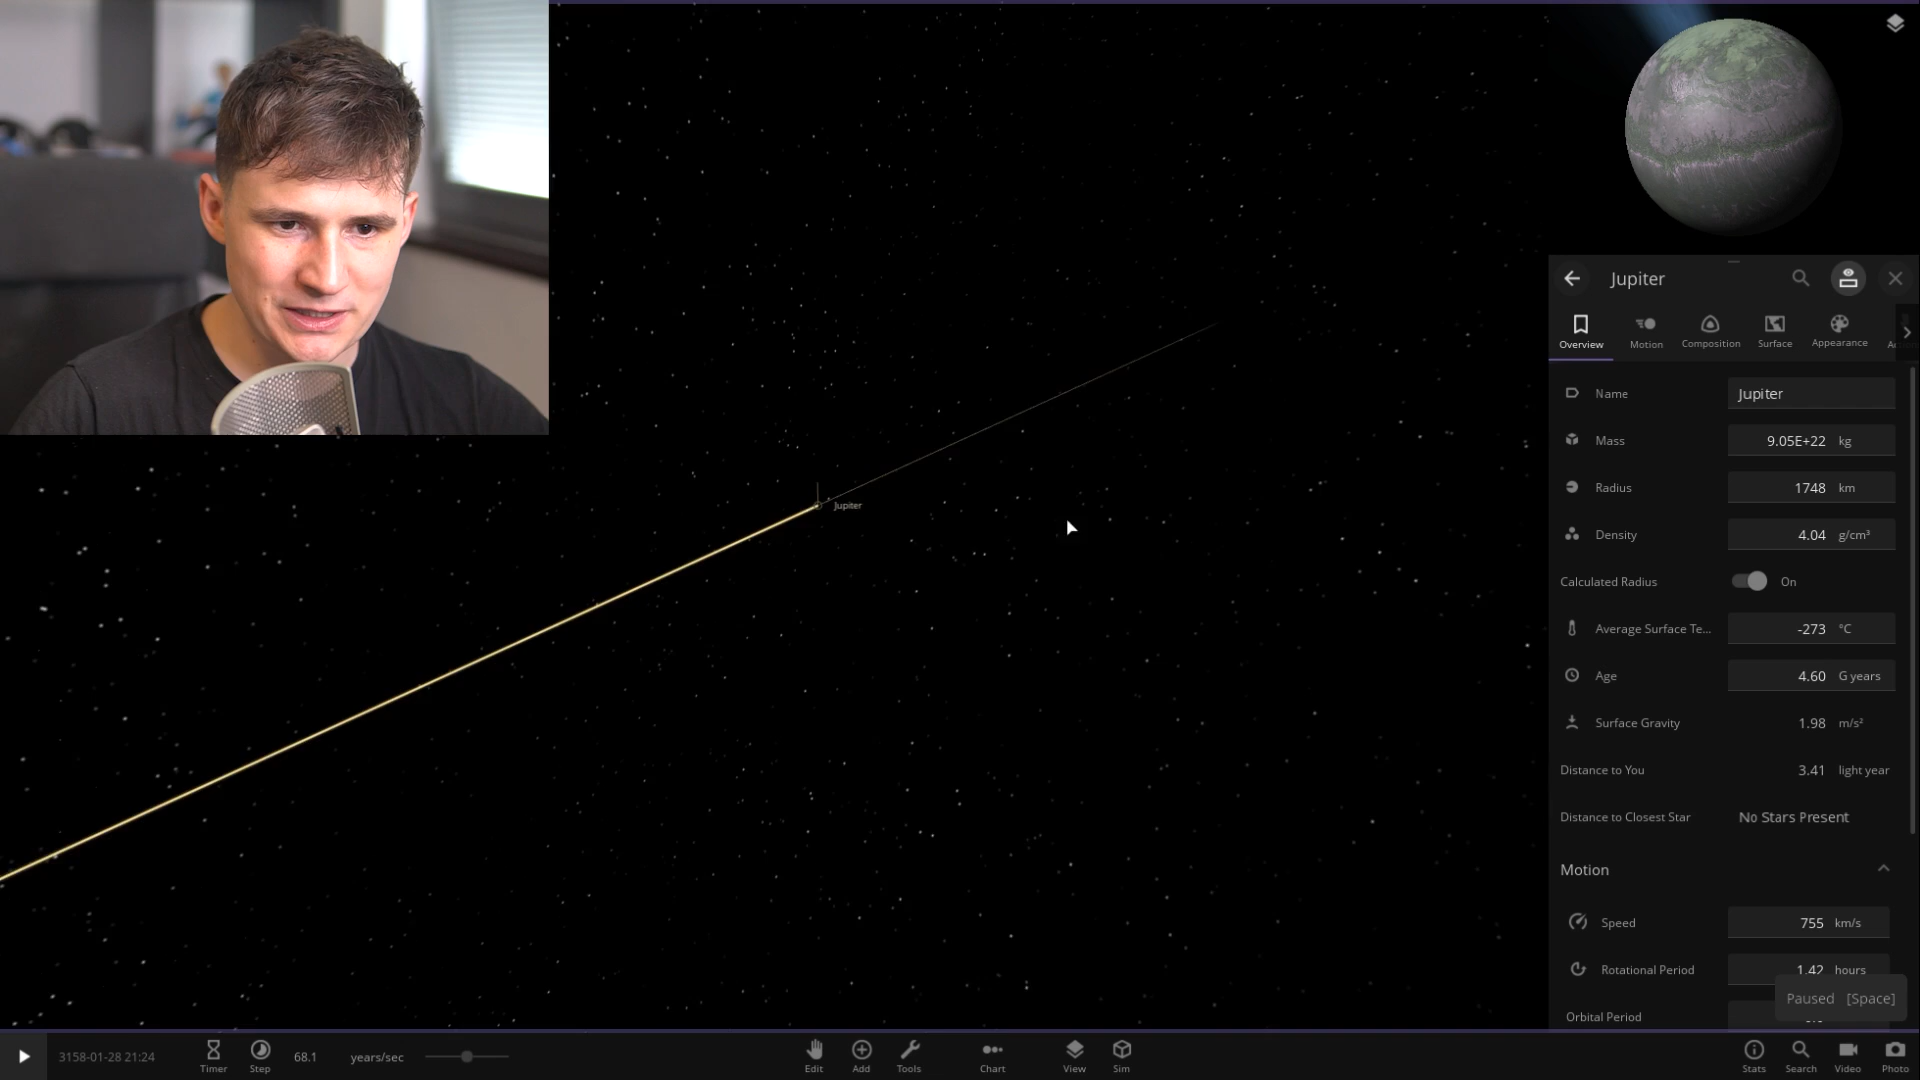 Jupiter
Overview
Motion
Composition
Surface
Appearance
Name
Jupiter
Mass
9.05E+22 kg
Radius
1748 km
Density
4.04 g/cm³
Calculated Radius
On
Average Surface Te...
-273 °C
Age
4.60 G years
Surface Gravity
1.98 m/s²
Distance to You
3.41 light year
Distance to Closest Star
No Stars Present
Motion
Speed
755 km/s
Rotational Period
1.42 hours
Paused [Space]
Orbital Period
Jupiter
3158-01-28 21:24
Timer
Step
68.1 years/sec
Edit
Add
Tools
Chart
View
Sim
Stats
Search
Video
Photo